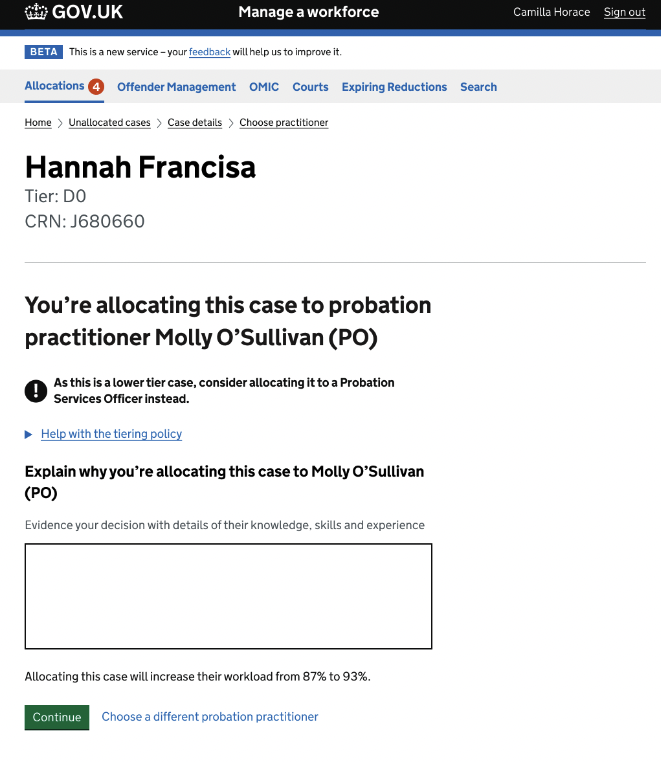 GOV.UK Manage a workforce Camilla Horace Sign out
BETA This is a new service – your feedback will help us to improve it.
Allocations 4 Offender Management OMIC Courts Expiring Reductions Search
Home > Unallocated cases > Case details > Choose practitioner
Hannah Francisa
Tier: D0
CRN: J680660
You’re allocating this case to probation
practitioner Molly O’Sullivan (PO)
! As this is a lower tier case, consider allocating it to a Probation
Services Officer instead.
Help with the tiering policy
Explain why you’re allocating this case to Molly O’Sullivan
(PO)
Evidence your decision with details of their knowledge, skills and experience
Allocating this case will increase their workload from 87% to 93%.
Continue Choose a different probation practitioner